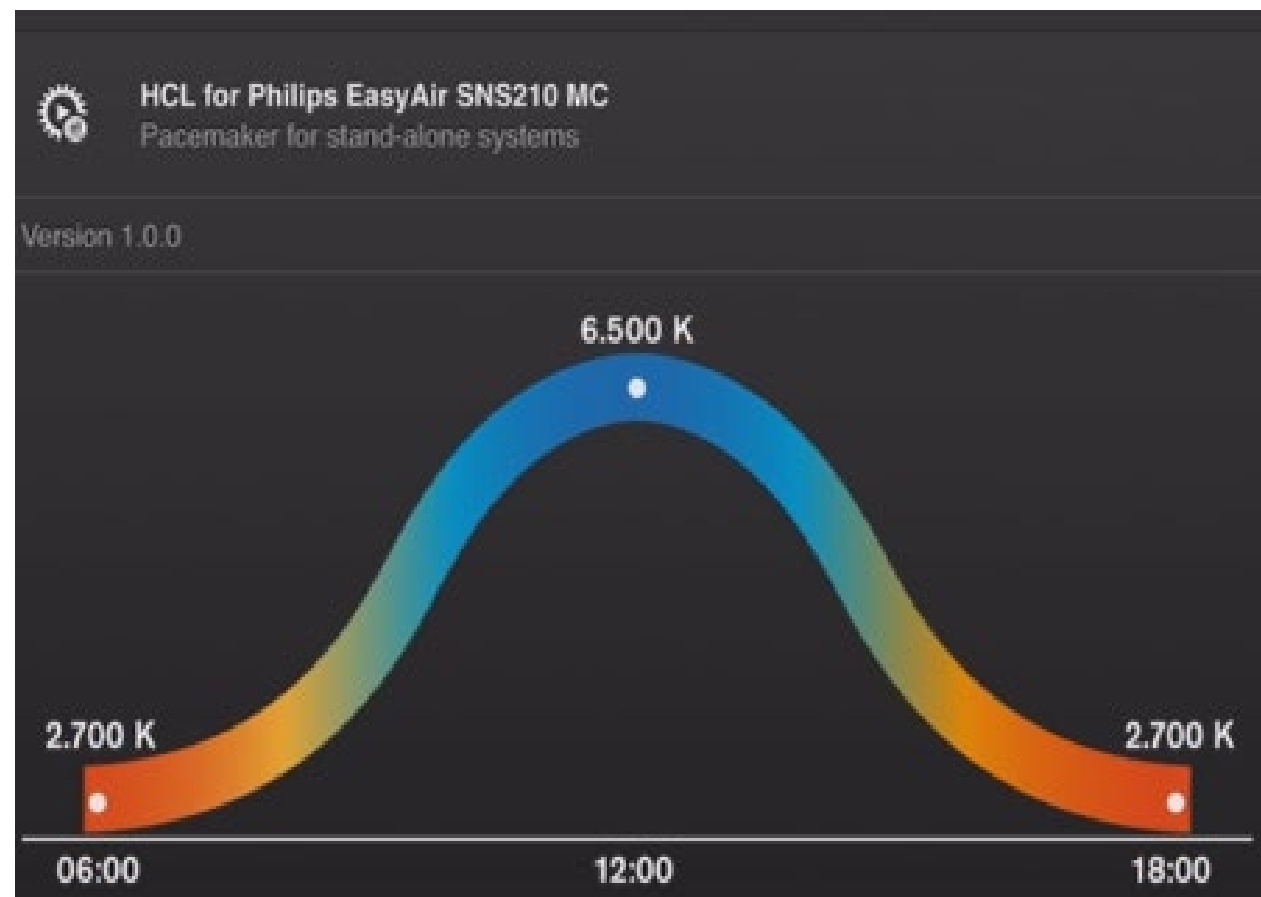 HCL for Philips EasyAir SNS210 MC
Pacemaker for stand-alone systems
Version 1.0.0
6.500 K
2.700 K
2.700 K
06:00
12:00
18:00